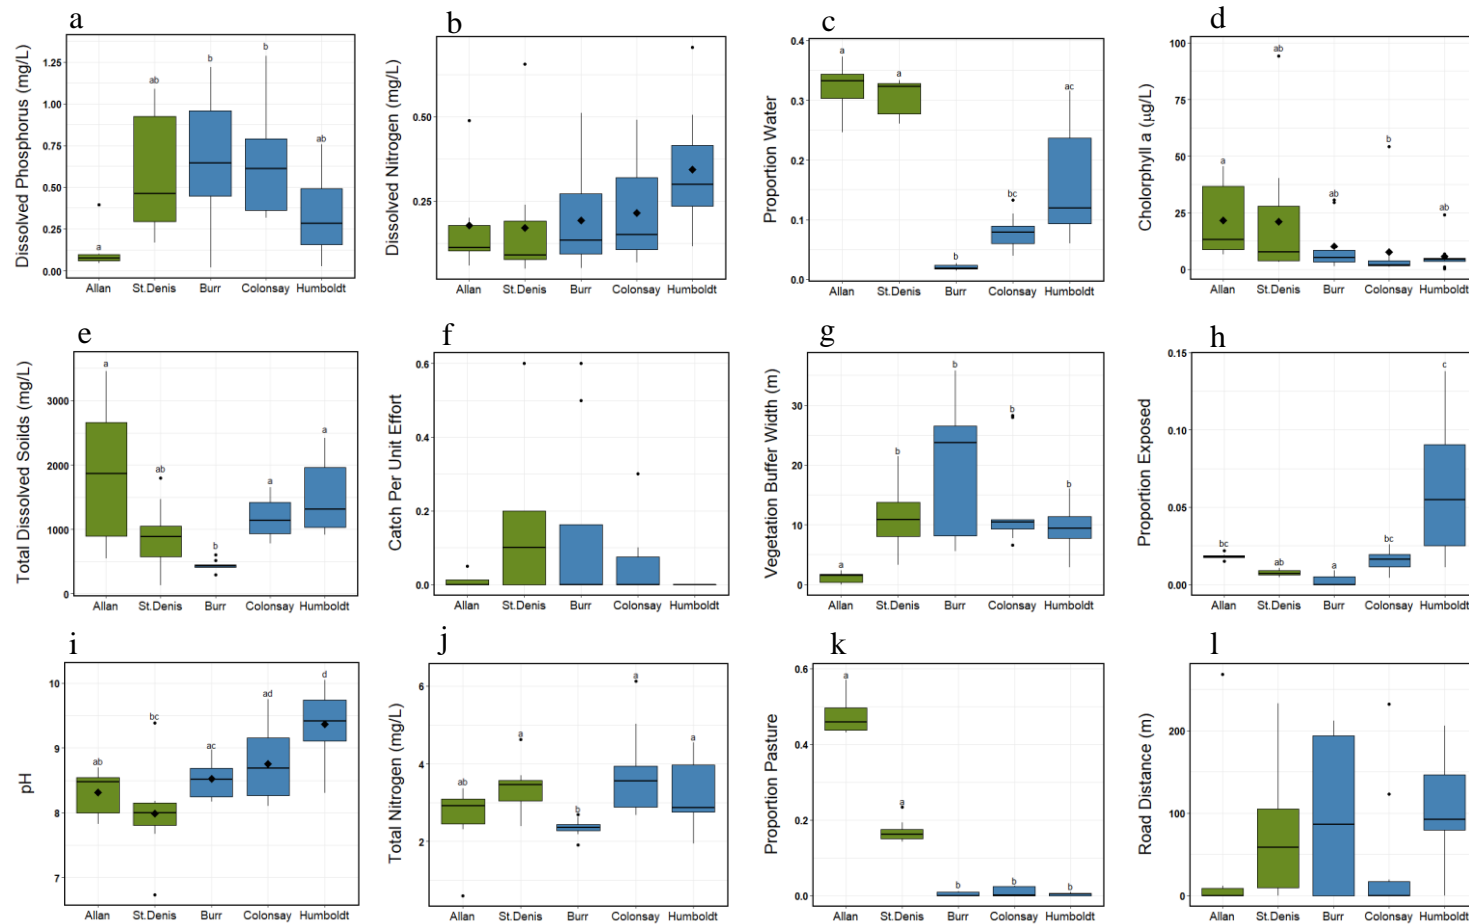 a
Dissolved Phosphorus (mg/L)
1.25
1.00
0.75
0.50
0.25
0.00
a
ab
b
b
ab
Allan St.Denis Burr Colonsay Humboldt
b
Dissolved Nitrogen (mg/L)
0.50
0.25
Allan St.Denis Burr Colonsay Humboldt
c
Proportion Water
0.4
0.3
0.2
0.1
0.0
a
a
b
bc
ac
Allan St.Denis Burr Colonsay Humboldt
d
Cholorphyll a (µg/L)
100
75
50
25
0
a
ab
ab
b
ab
Allan St.Denis Burr Colonsay Humboldt
e
Total Dissolved Soilds (mg/L)
3000
2000
1000
0
a
ab
b
a
a
Allan St.Denis Burr Colonsay Humboldt
f
Catch Per Unit Effort
0.6
0.4
0.2
0.0
Allan St.Denis Burr Colonsay Humboldt
g
Vegetation Buffer Width (m)
30
20
10
0
a
b
b
b
b
Allan St.Denis Burr Colonsay Humboldt
h
Proportion Exposed
0.15
0.10
0.05
0.00
bc
ab
a
bc
c
Allan St.Denis Burr Colonsay Humboldt
i
pH
10
9
8
7
ab
bc
ac
ad
d
Allan St.Denis Burr Colonsay Humboldt
j
Total Nitrogen (mg/L)
6
4
2
ab
a
b
a
a
Allan St.Denis Burr Colonsay Humboldt
k
Proportion Pasture
0.6
0.4
0.2
0.0
a
a
b
b
b
Allan St.Denis Burr Colonsay Humboldt
l
Road Distance (m)
200
100
0
Allan St.Denis Burr Colonsay Humboldt